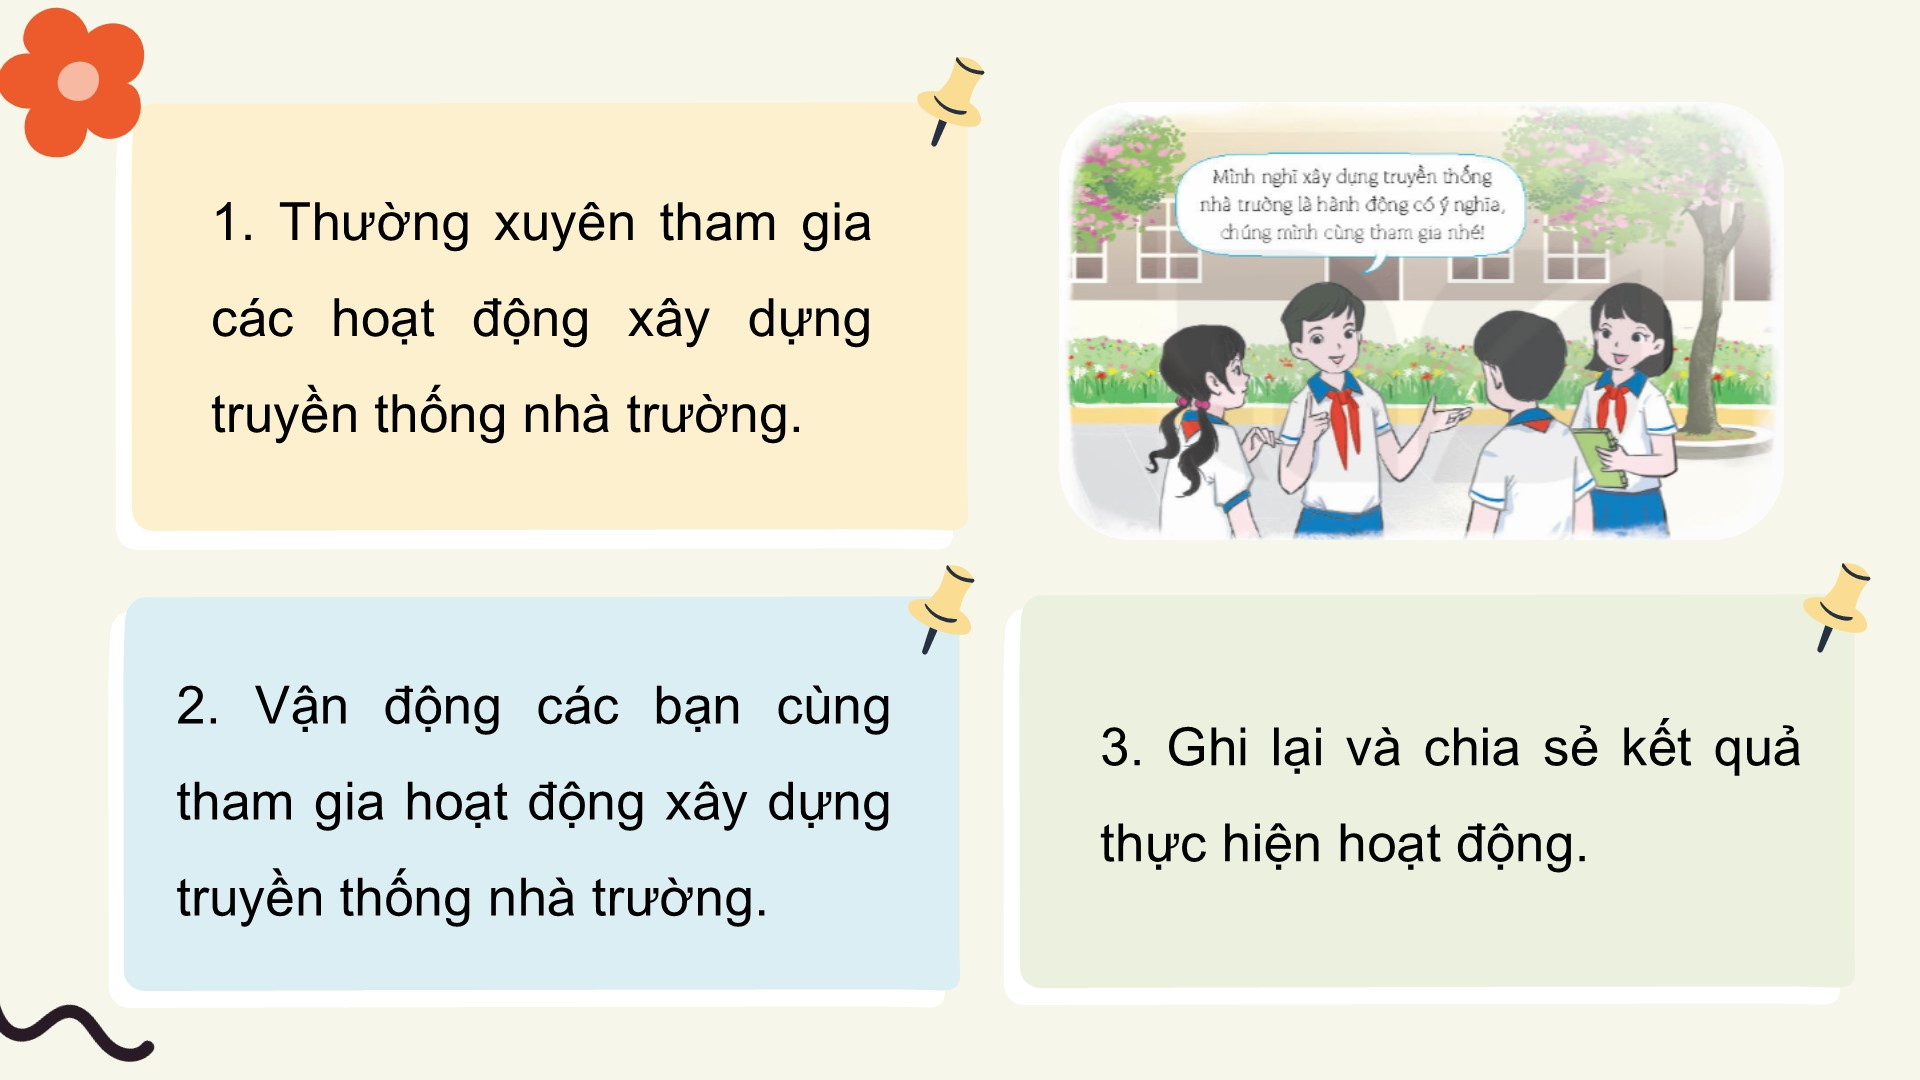 1. Thường xuyên tham gia
các hoạt động xây dựng
truyền thống nhà trường.
Mình nghĩ xây dựng truyền thống
nhà trường là hành động có ý nghĩa,
chúng mình cùng tham gia nhé!
2. Vận động các bạn cùng
tham gia hoạt động xây dựng
truyền thống nhà trường.
3. Ghi lại và chia sẻ kết quả
thực hiện hoạt động.